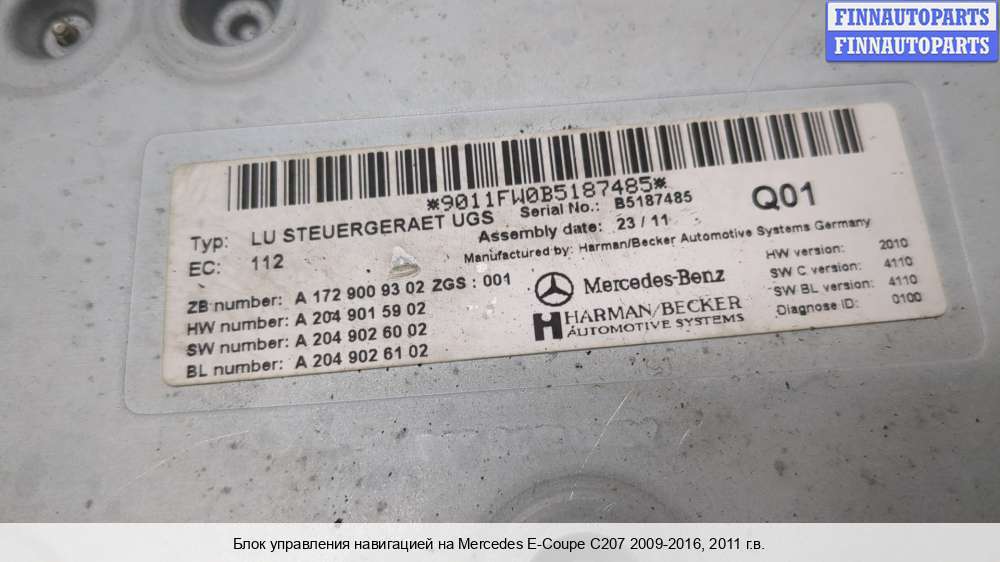 FINNAUTOPARTS
FINNAUTOPARTS
*9011FW0B5187485*
Typ: LU STEUERGERAET UGS
Serial No.: B5187485
Q01
EC: 112
Assembly date: 23/11
Manufactured by: Harman/Becker Automotive Systems Germany
ZB number: A 172 900 93 02 ZGS : 001
HW number: A 204 901 59 02
SW number: A 204 902 60 02
BL number: A 204 902 61 02
Mercedes-Benz
HARMAN/BECKER
AUTOMOTIVE SYSTEMS
HW version: 2010
SW C version: 4110
SW BL version: 4110
Diagnose ID: 0100
Блок управления навигацией на Mercedes E-Coupe C207 2009-2016, 2011 г.в.